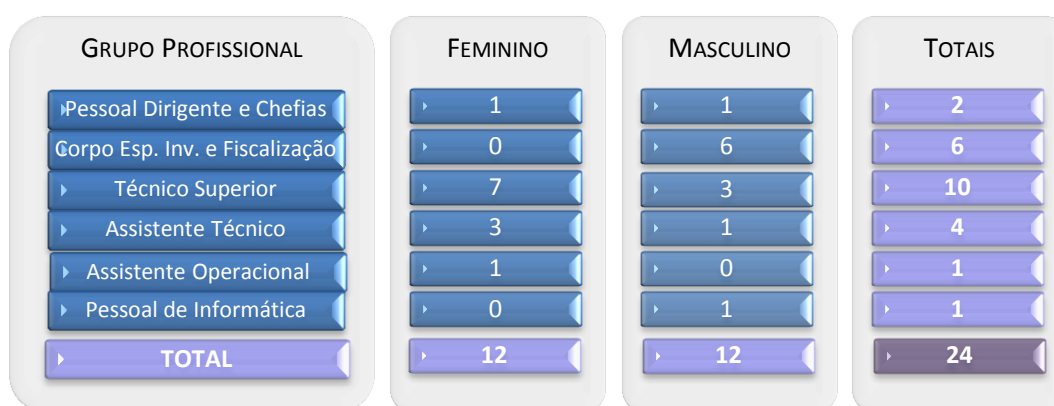 GRUPO PROFISSIONAL FEMININO MASCULINO TOTAIS
Pessoal Dirigente e Chefias 1 1 2
Corpo Esp. Inv. e Fiscalização 0 6 6
Técnico Superior 7 3 10
Assistente Técnico 3 1 4
Assistente Operacional 1 0 1
Pessoal de Informática 0 1 1
TOTAL 12 12 24